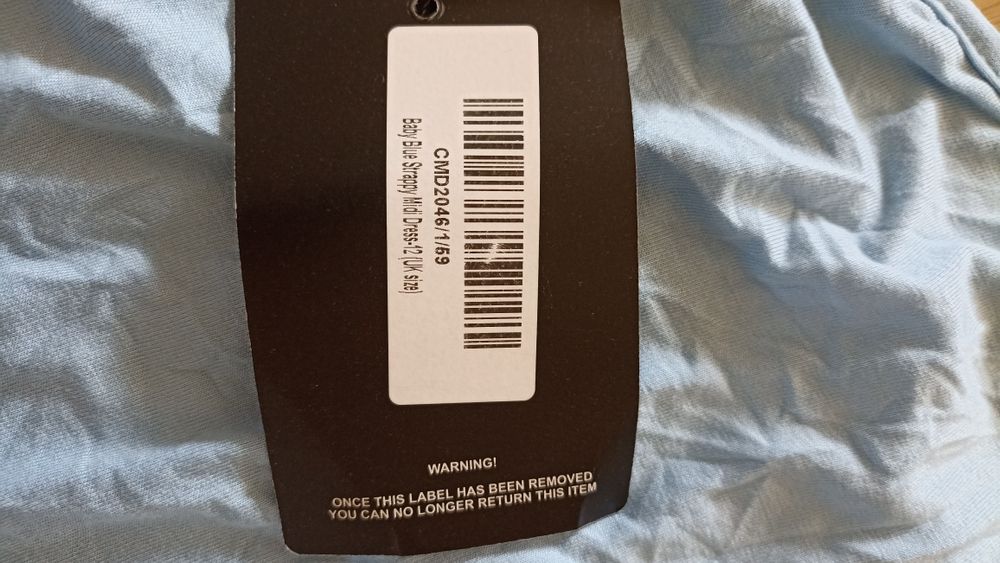 CMD2046/1/59
Baby Blue Strappy Midi Dress-12 (UK size)
WARNING!
ONCE THIS LABEL HAS BEEN REMOVED
YOU CAN NO LONGER RETURN THIS ITEM